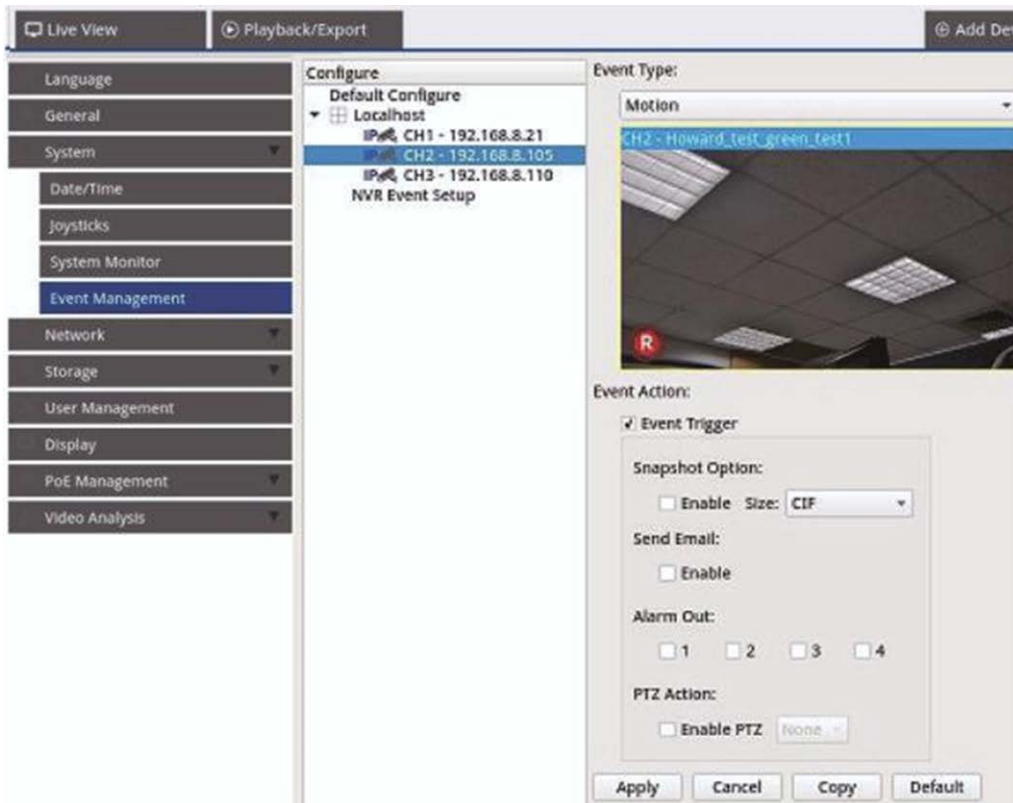 Live View
Playback/Export
Add Dev
Language
General
System
Date/Time
Joysticks
System Monitor
Event Management
Network
Storage
User Management
Display
PoE Management
Video Analysis
Configure
Default Configure
Localhost
IP CH1 - 192.168.8.21
IP CH2 - 192.168.8.105
IP CH3 - 192.168.8.110
NVR Event Setup
Event Type:
Motion
CH2 - Howard_test_green_test1
R
Event Action:
Event Trigger
Snapshot Option:
Enable Size: CIF
Send Email:
Enable
Alarm Out:
1 2 3 4
PTZ Action:
Enable PTZ None
Apply Cancel Copy Default